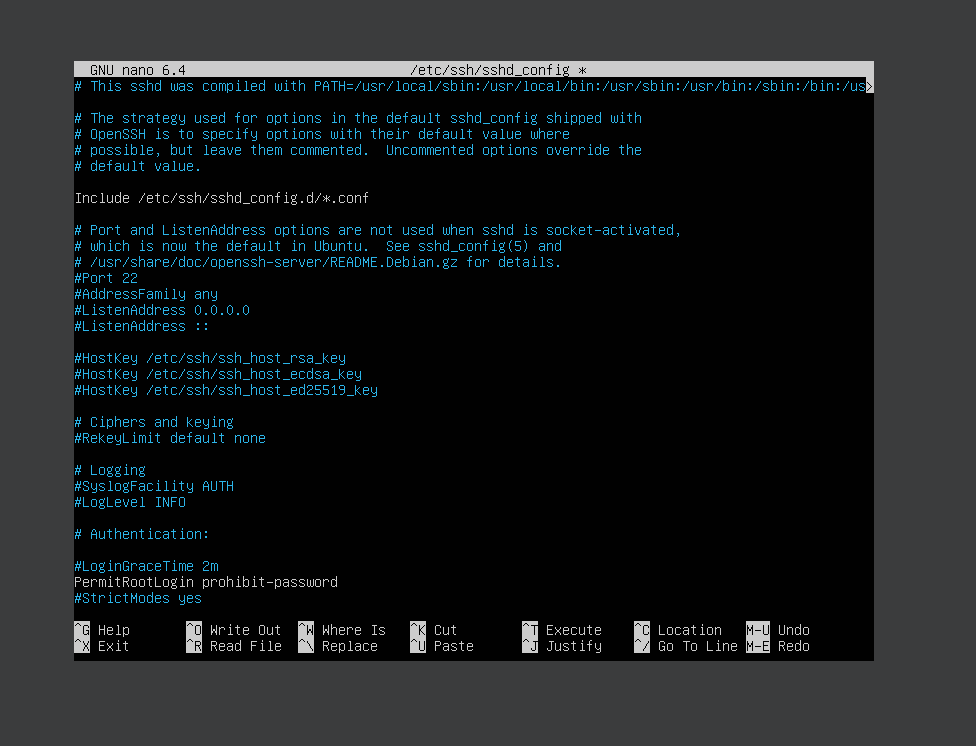 GNU nano 6.4 /etc/ssh/sshd_config *
# This sshd was compiled with PATH=/usr/local/sbin:/usr/local/bin:/usr/sbin:/usr/bin:/sbin:/bin:/us>
# The strategy used for options in the default sshd_config shipped with
# OpenSSH is to specify options with their default value where
# possible, but leave them commented.  Uncommented options override the
# default value.
Include /etc/ssh/sshd_config.d/*.conf
# Port and ListenAddress options are not used when sshd is socket-activated,
# which is now the default in Ubuntu.  See sshd_config(5) and
# /usr/share/doc/openssh-server/README.Debian.gz for details.
#Port 22
#AddressFamily any
#ListenAddress 0.0.0.0
#ListenAddress ::
#HostKey /etc/ssh/ssh_host_rsa_key
#HostKey /etc/ssh/ssh_host_ecdsa_key
#HostKey /etc/ssh/ssh_host_ed25519_key
# Ciphers and keying
#RekeyLimit default none
# Logging
#SyslogFacility AUTH
#LogLevel INFO
# Authentication:
#LoginGraceTime 2m
PermitRootLogin prohibit-password
#StrictModes yes
^G Help ^O Write Out ^W Where Is ^K Cut ^T Execute ^C Location M-U Undo
^X Exit ^R Read File ^\ Replace ^U Paste ^J Justify ^/ Go To Line M-E Redo